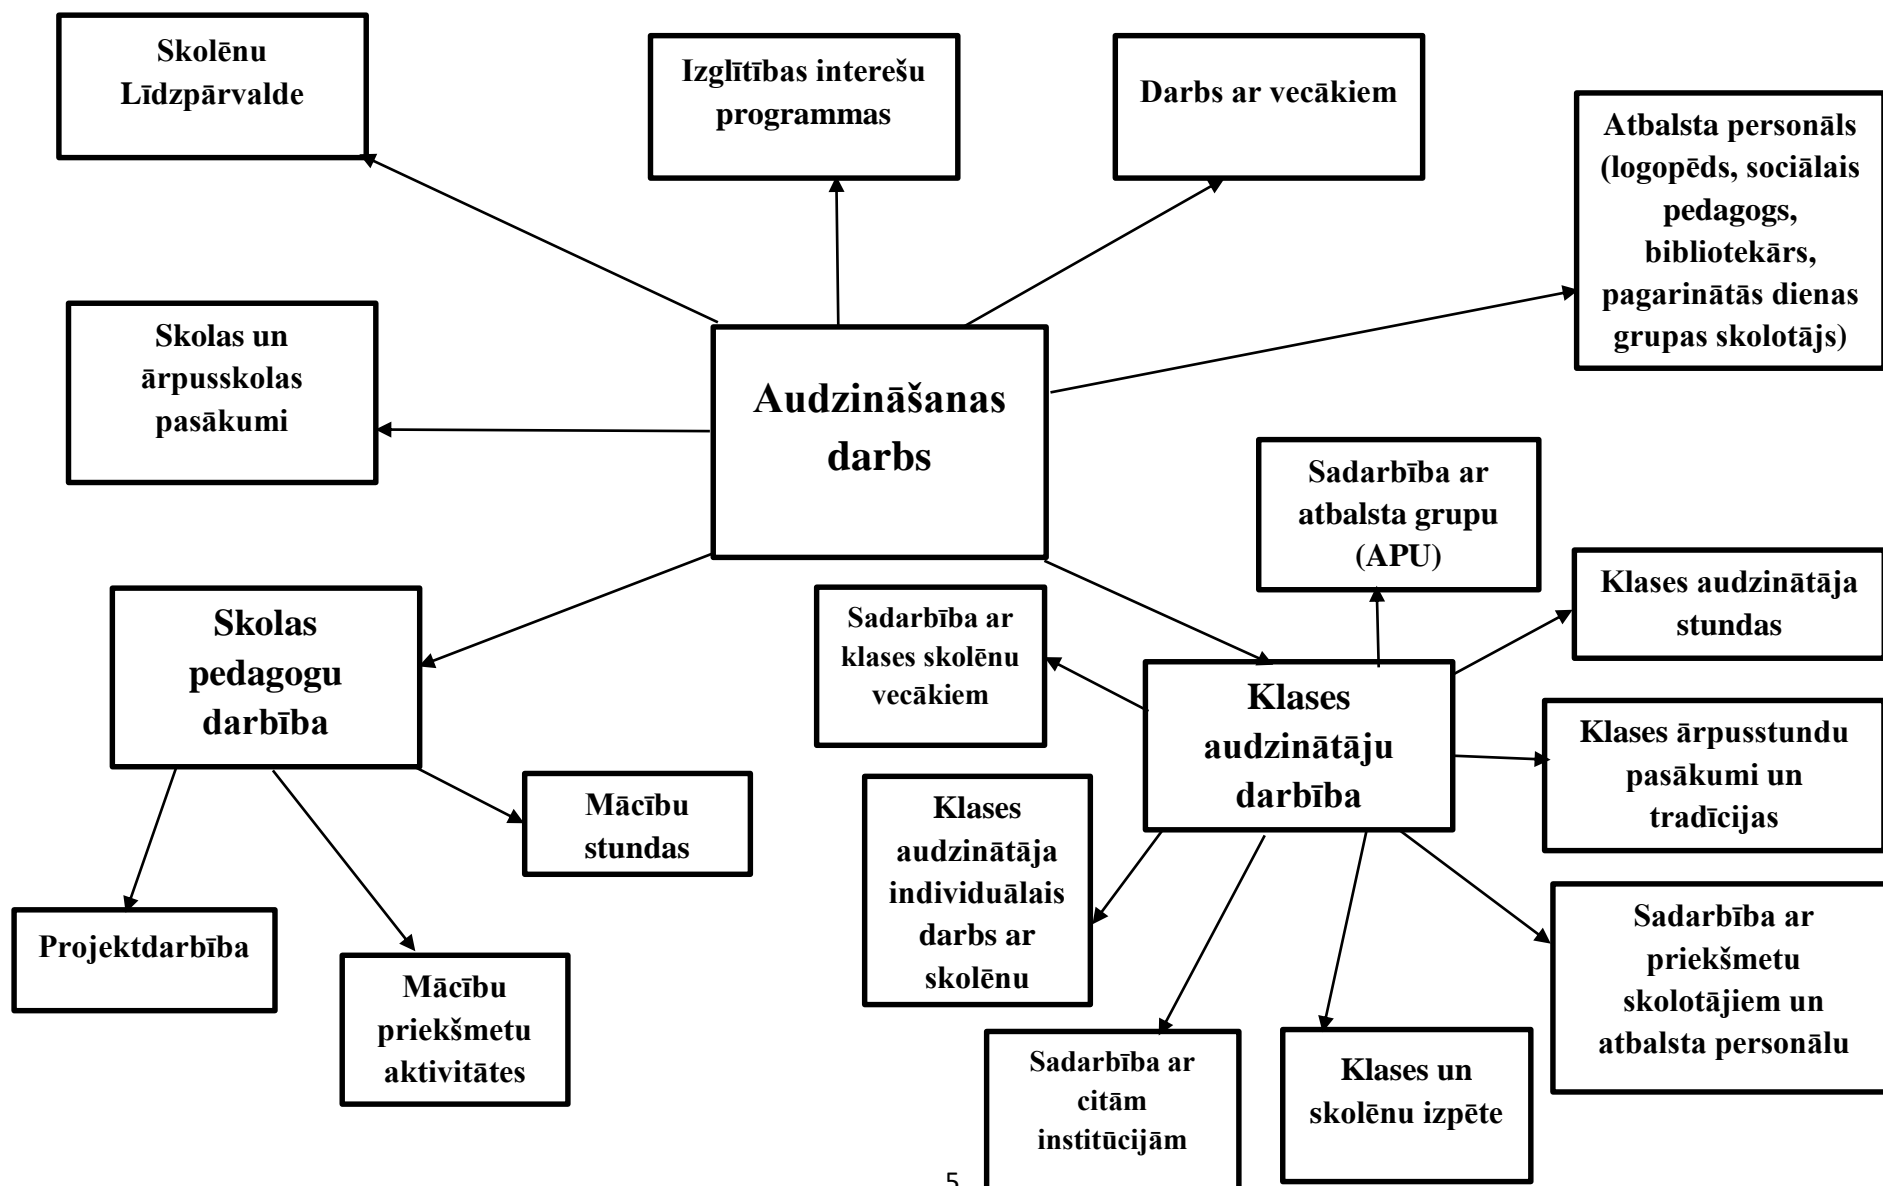 Skolēnu
Līdzpārvalde
Izglītības interešu
programmas
Darbs ar vecākiem
Atbalsta personāls
(logopēds, sociālais
pedagogs,
bibliotekārs,
pagarinātās dienas
grupas skolotājs)
Skolas un
ārpusskolas
pasākumi
Audzināšanas
darbs
Sadarbība ar
atbalsta grupu
(APU)
Klases audzinātāja
stundas
Skolas
pedagogu
darbība
Sadarbība ar
klases skolēnu
vecākiem
Klases
audzinātāju
darbība
Klases ārpusstundu
pasākumi un
tradīcijas
Mācību
stundas
Klases
audzinātāja
individuālais
darbs ar
skolēnu
Projektdarbība
Mācību
priekšmetu
aktivitātes
Sadarbība ar
priekšmetu
skolotājiem un
atbalsta personālu
Sadarbība ar
citām
institūcijām
Klases un
skolēnu izpēte
5